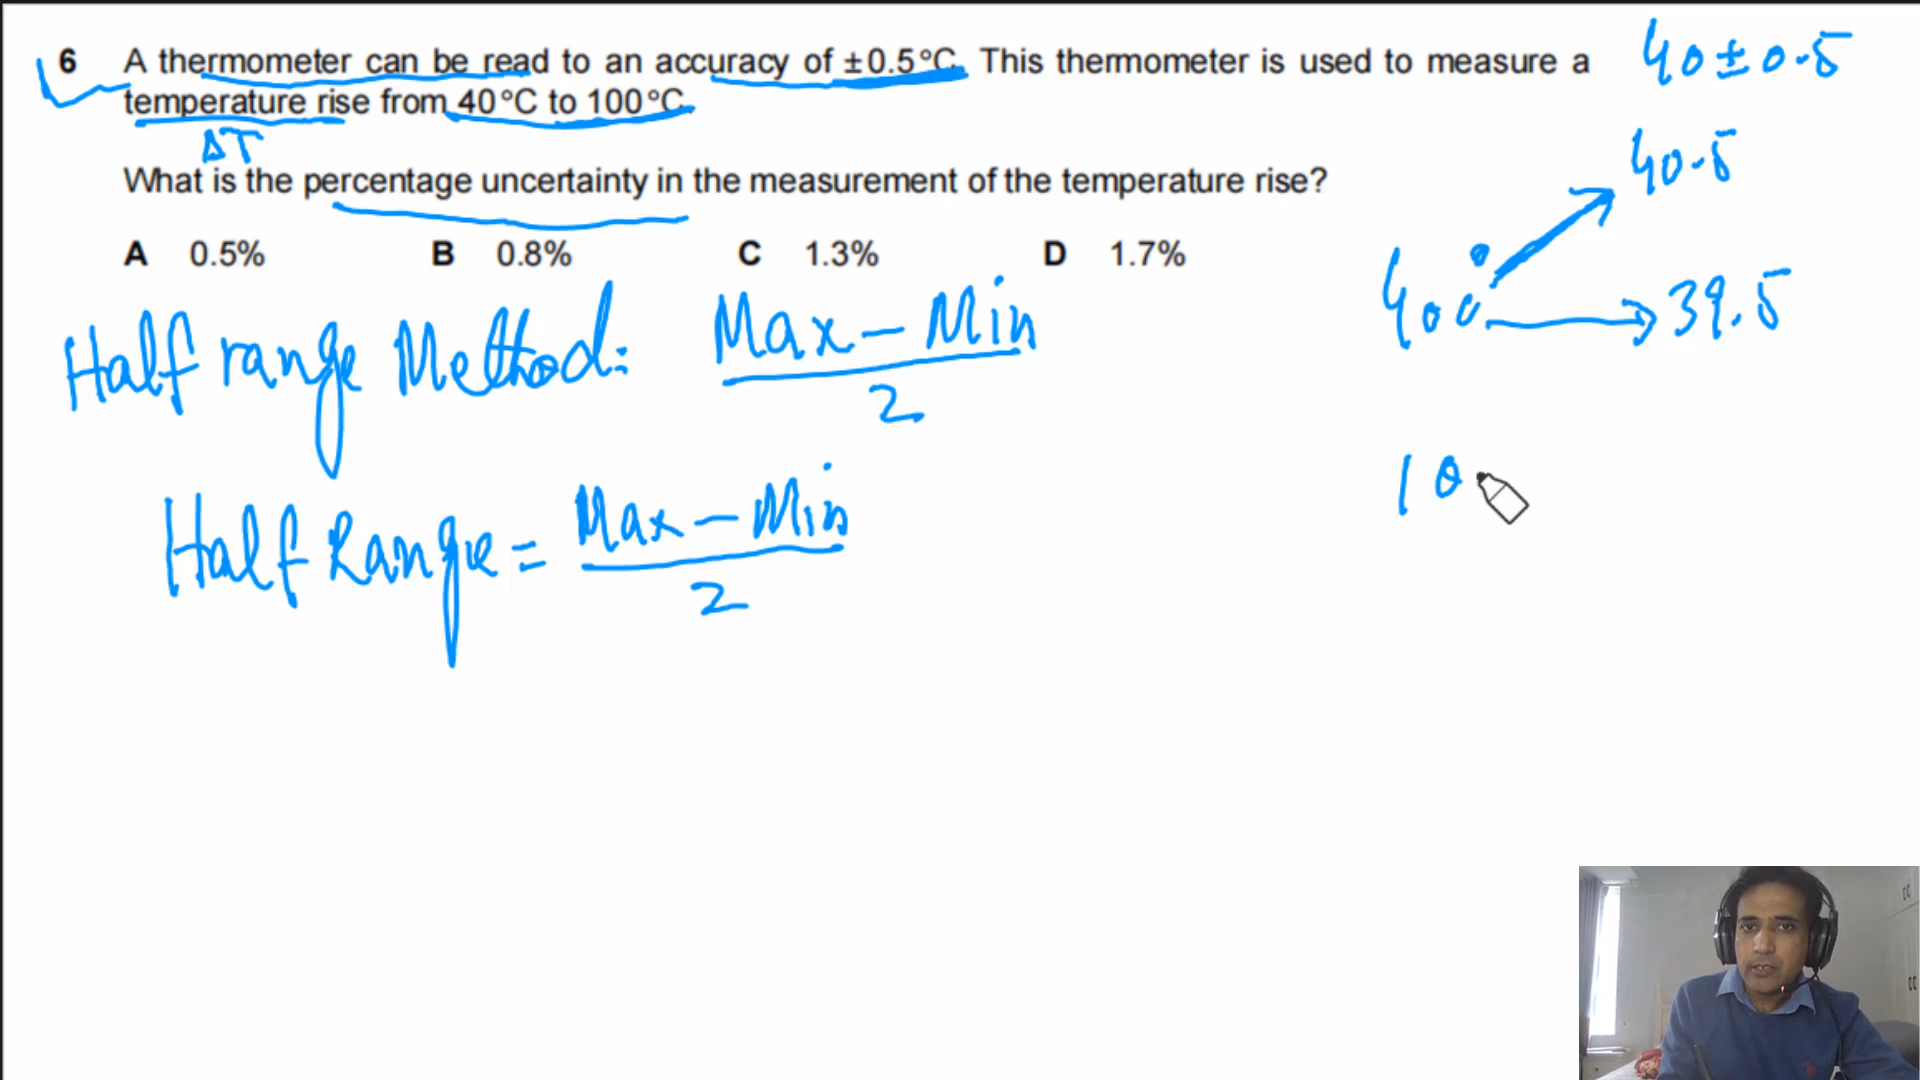 6 A thermometer can be read to an accuracy of ±0.5°C. This thermometer is used to measure a
temperature rise from 40°C to 100°C.
ΔT
What is the percentage uncertainty in the measurement of the temperature rise?
A 0.5% B 0.8% C 1.3% D 1.7%
Half range Method: Max - Min
2
Half Range = Max - Min
2
40 ± 0.5
40.5
40°
39.5
10